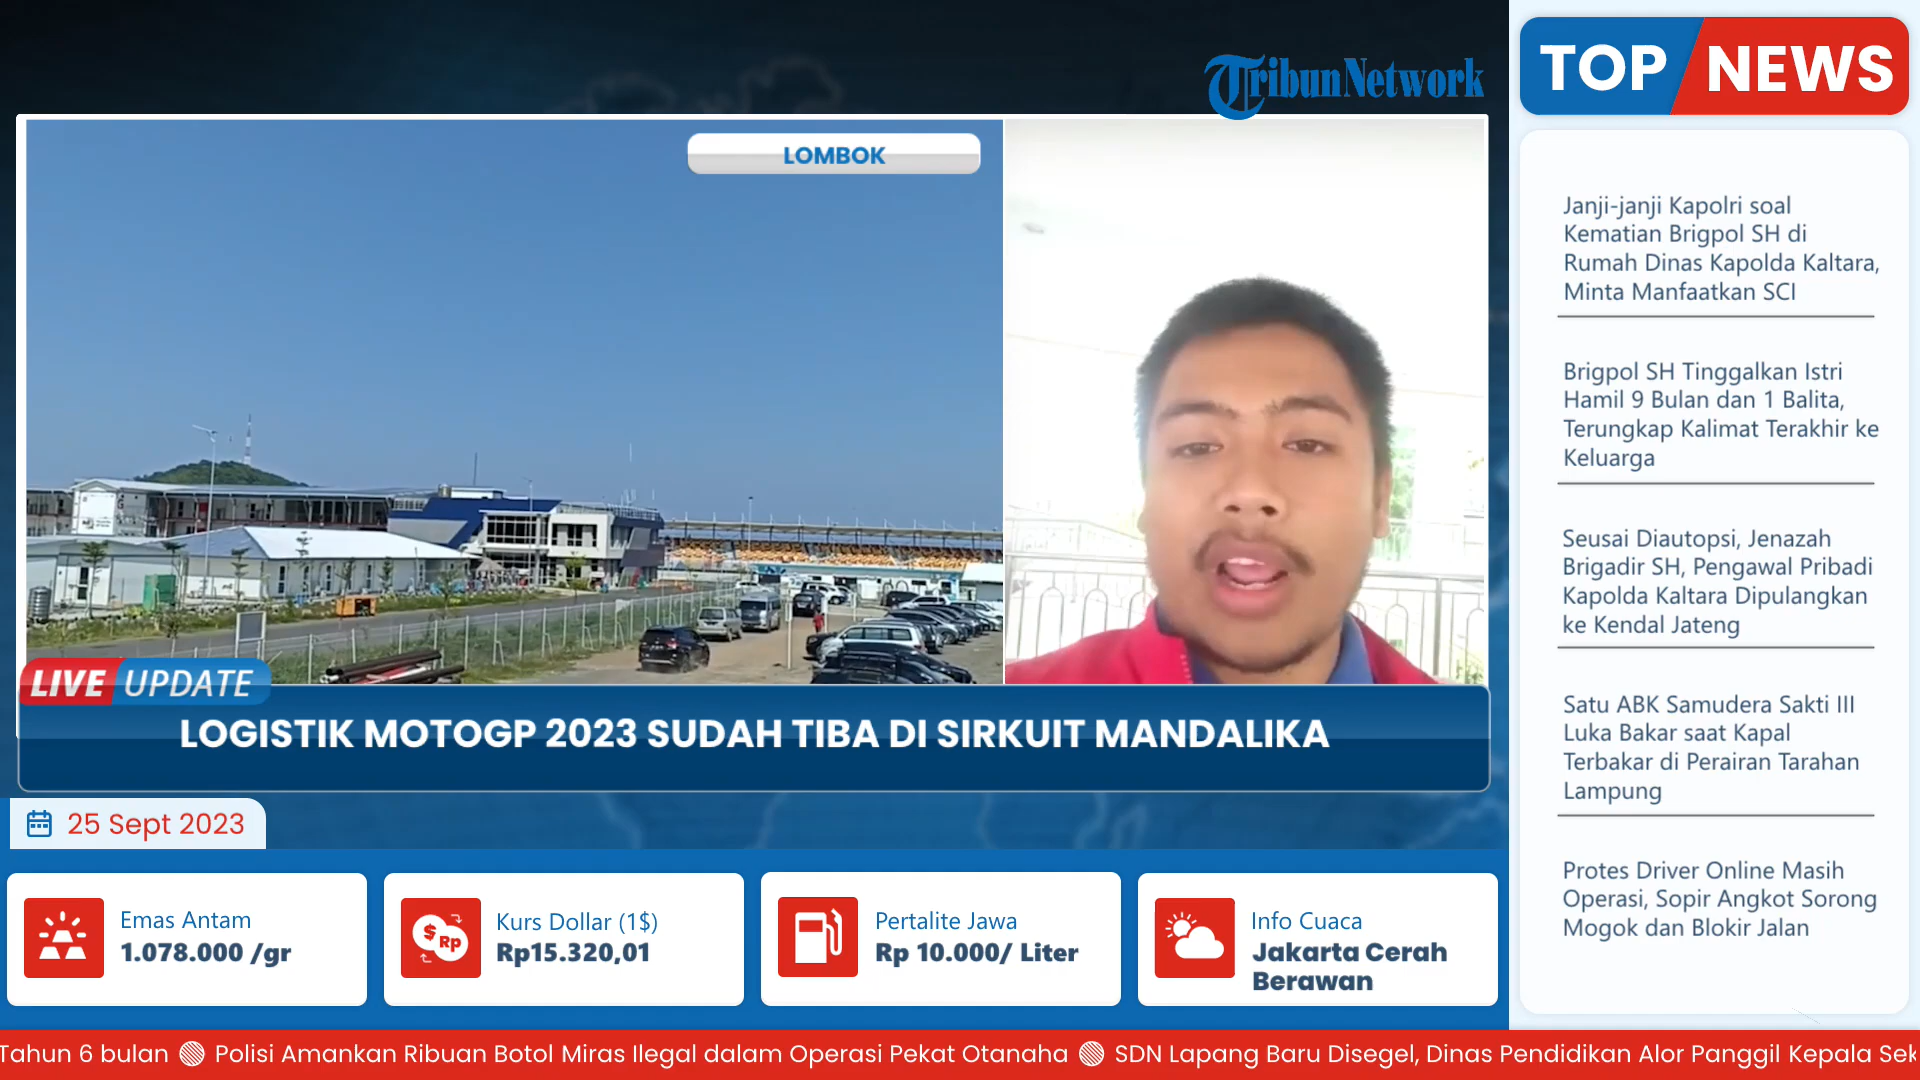 TribunNetwork
LOMBOK
LIVE UPDATE
LOGISTIK MOTOGP 2023 SUDAH TIBA DI SIRKUIT MANDALIKA
25 Sept 2023
Emas Antam
1.078.000 /gr
Kurs Dollar (1$)
Rp15.320,01
Pertalite Jawa
Rp 10.000/ Liter
Info Cuaca
Jakarta Cerah
Berawan
TOP NEWS
Janji-janji Kapolri soal
Kematian Brigpol SH di
Rumah Dinas Kapolda Kaltara,
Minta Manfaatkan SCI
Brigpol SH Tinggalkan Istri
Hamil 9 Bulan dan 1 Balita,
Terungkap Kalimat Terakhir ke
Keluarga
Seusai Diautopsi, Jenazah
Brigadir SH, Pengawal Pribadi
Kapolda Kaltara Dipulangkan
ke Kendal Jateng
Satu ABK Samudera Sakti III
Luka Bakar saat Kapal
Terbakar di Perairan Tarahan
Lampung
Protes Driver Online Masih
Operasi, Sopir Angkot Sorong
Mogok dan Blokir Jalan
Tahun 6 bulan Polisi Amankan Ribuan Botol Miras Ilegal dalam Operasi Pekat Otanaha SDN Lapang Baru Disegel, Dinas Pendidikan Alor Panggil Kepala Sek